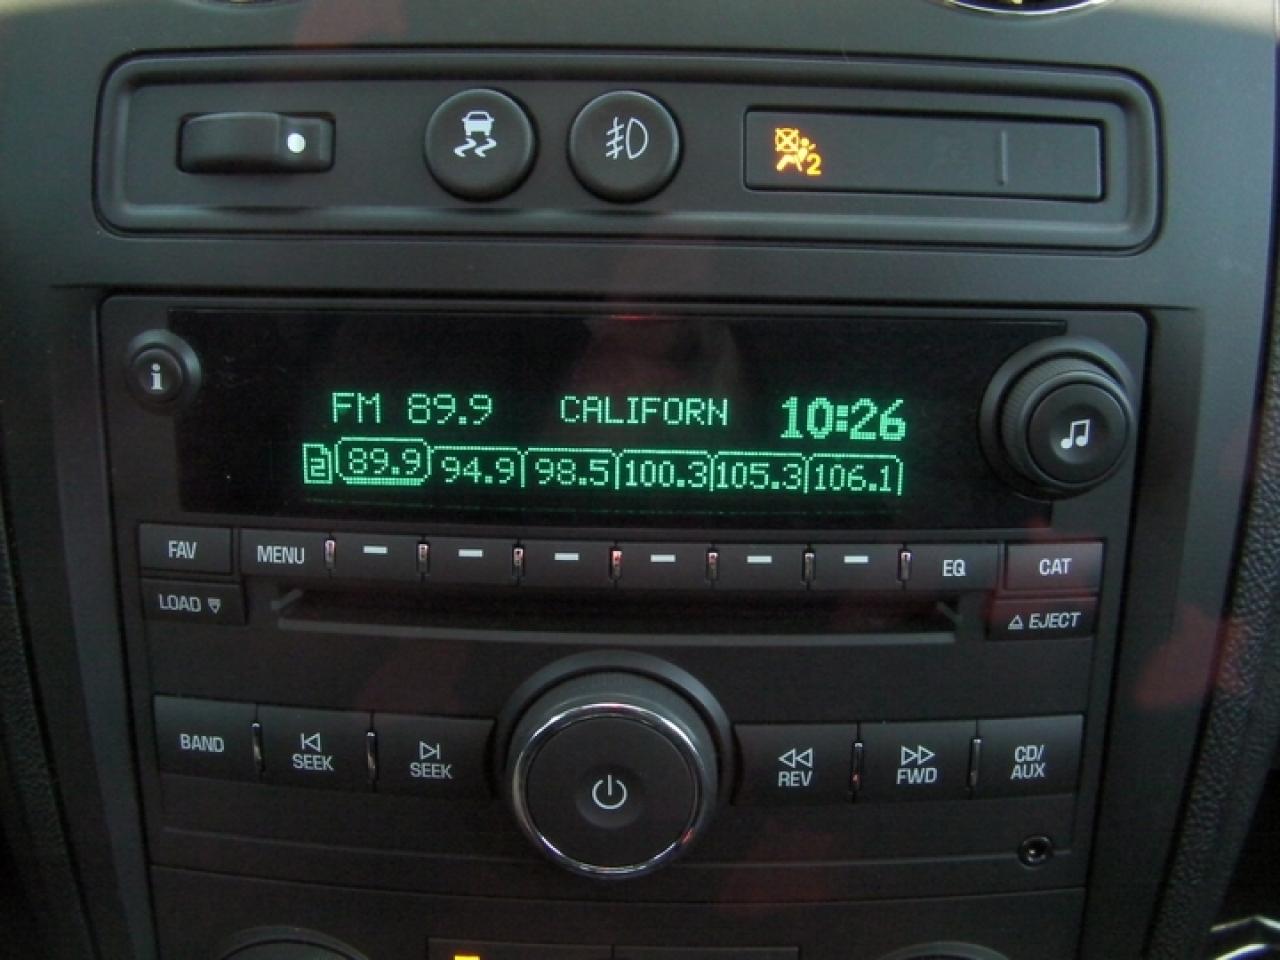 2
FM 89.9 CALIFORN 10:26
2 89.9 94.9 98.5 100.3 105.3 106.1
FAV MENU EQ CAT
LOAD EJECT
BAND SEEK SEEK REV FWD CD/
AUX